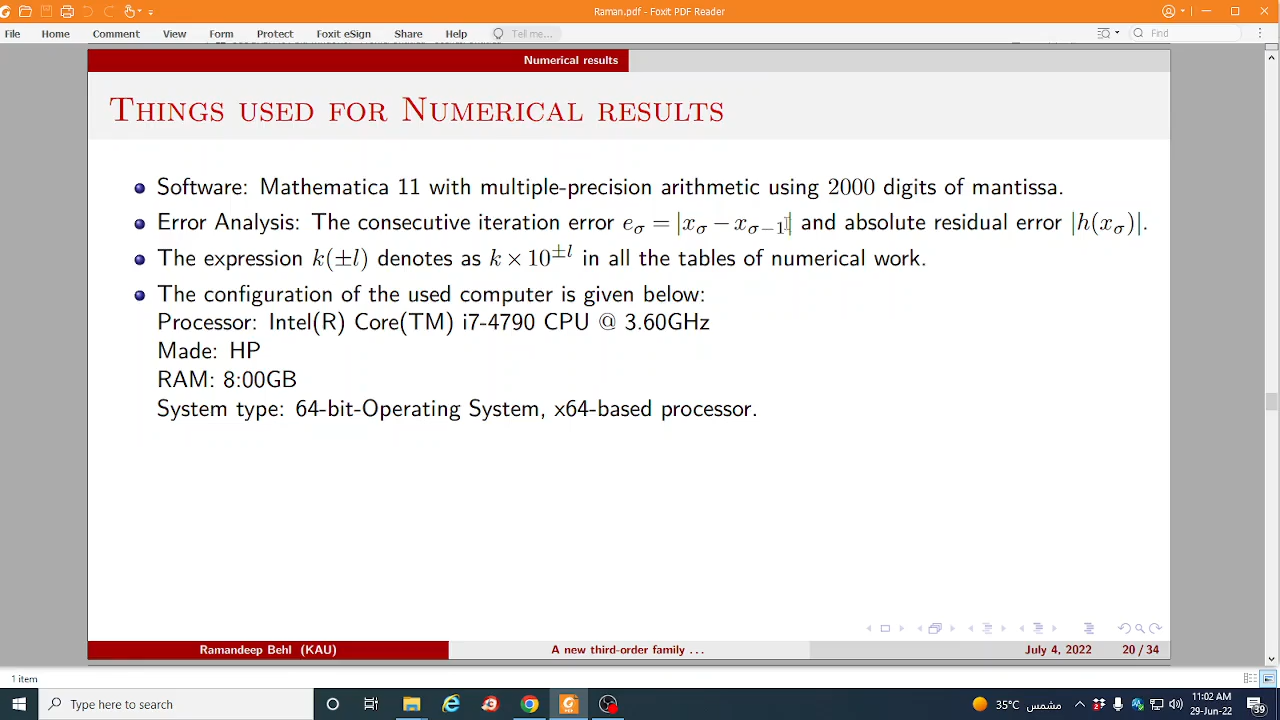 Raman.pdf - Foxit PDF Reader
File Home Comment View Form Protect Foxit eSign Share Help Tell me... Find
Numerical results
Things used for Numerical results
Software: Mathematica 11 with multiple-precision arithmetic using 2000 digits of mantissa.
Error Analysis: The consecutive iteration error e_σ = |x_σ − x_{σ−1}| and absolute residual error |h(x_σ)|.
The expression k(±l) denotes as k × 10^{±l} in all the tables of numerical work.
The configuration of the used computer is given below:
Processor: Intel(R) Core(TM) i7-4790 CPU @ 3.60GHz
Made: HP
RAM: 8:00GB
System type: 64-bit-Operating System, x64-based processor.
Ramandeep Behl (KAU) A new third-order family ... July 4, 2022 20 / 34
1 item
Type here to search
35°C مشمس
11:02 AM
29-Jun-22